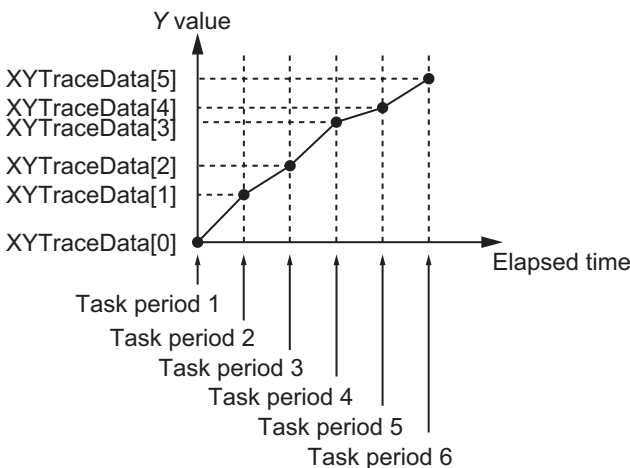 Y value
XYTraceData[5]
XYTraceData[4]
XYTraceData[3]
XYTraceData[2]
XYTraceData[1]
XYTraceData[0]
Elapsed time
Task period 1
Task period 2
Task period 3
Task period 4
Task period 5
Task period 6